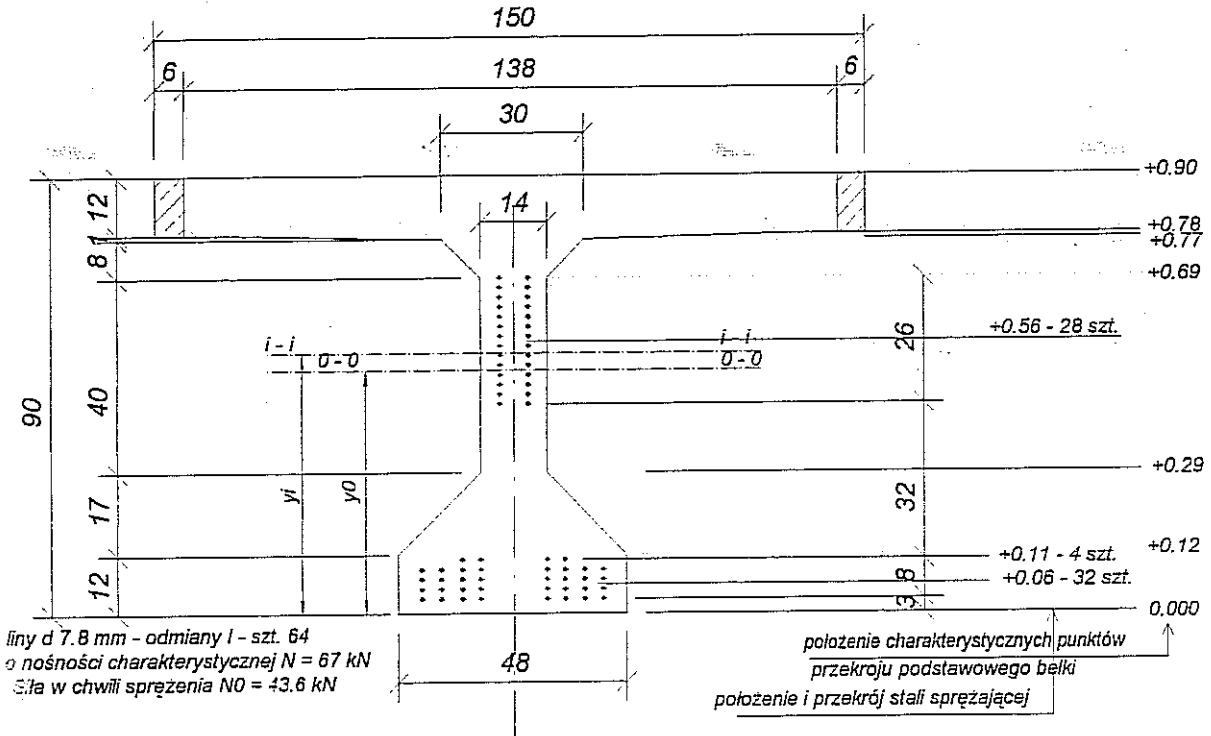 150
6
138
6
30
+0.90
12
14
+0.78
+0.77
1
8
+0.69
+0.56 - 28 szt.
26
i - i
i - i
0 - 0
0 - 0
90
40
yi
y0
+0.29
17
32
+0.11 - 4 szt.
+0.12
+0.06 - 32 szt.
12
8
3
0.000
liny d 7.8 mm - odmiany I - szt. 64
o nośności charakterystycznej N = 67 kN
Siła w chwili sprężenia N0 = 43.6 kN
48
położenie charakterystycznych punktów
przekroju podstawowego belki
położenie i przekrój stali sprężającej